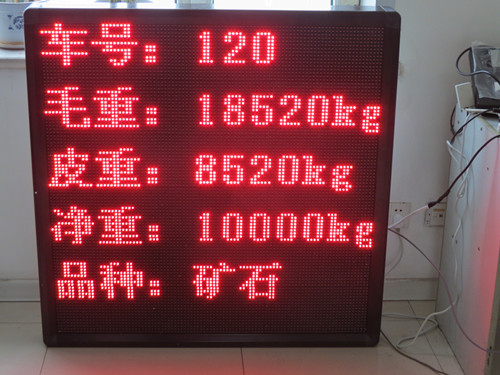 车号: 120
毛重: 18520kg
皮重: 8520kg
净重: 10000kg
品种: 矿石